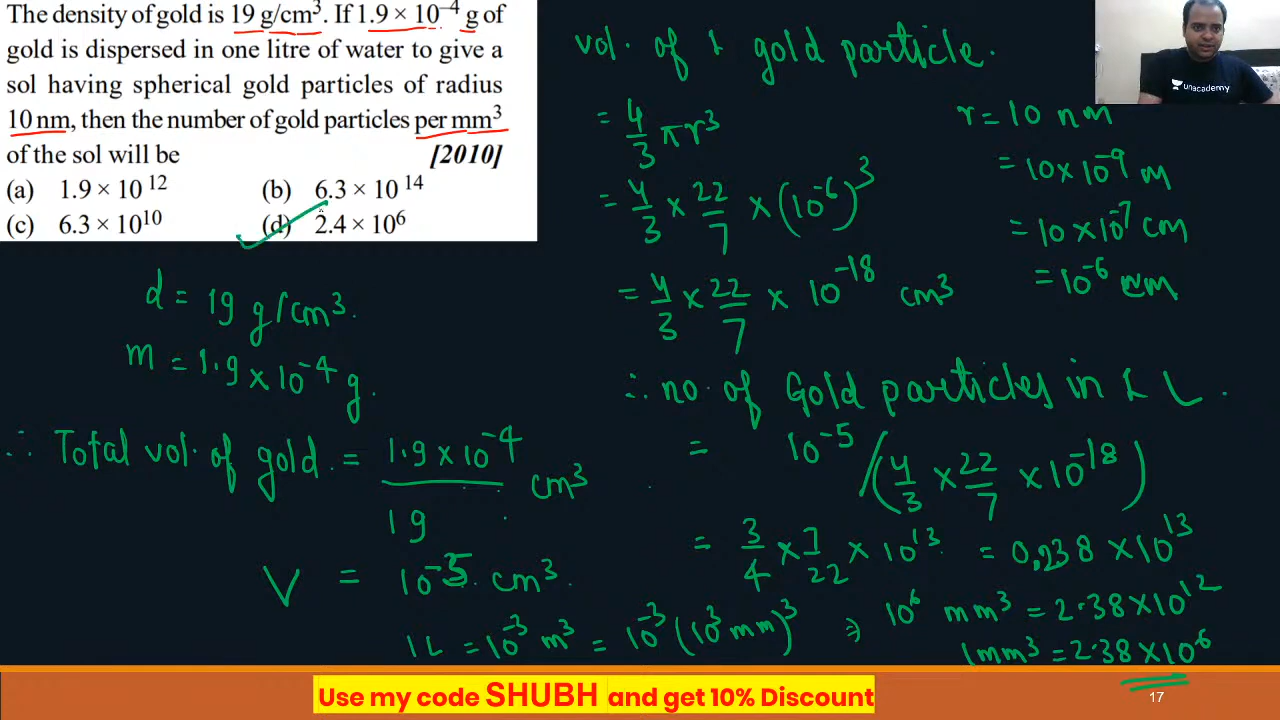 The density of gold is 19 g/cm³. If 1.9 × 10⁻⁴ g of
gold is dispersed in one litre of water to give a
sol having spherical gold particles of radius
10 nm, then the number of gold particles per mm³
of the sol will be [2010]
(a) 1.9 × 10¹² (b) 6.3 × 10¹⁴
(c) 6.3 × 10¹⁰ (d) 2.4 × 10⁶
d = 19 g/cm³.
m = 1.9 × 10⁻⁴ g.
∴ Total vol. of gold = 1.9 × 10⁻⁴ / 19 cm³
V = 10⁻⁵ cm³.
1L = 10⁻³ m³ = 10⁻³ (10³ mm)³
vol. of 1 gold particle.
= 4/3 πr³
= 4/3 × 22/7 × (10⁻⁶)³
= 4/3 × 22/7 × 10⁻¹⁸ cm³
r = 10 nm
= 10 × 10⁻⁹ m
= 10 × 10⁻⁷ cm
= 10⁻⁶ cm
∴ no. of Gold particles in 1 L.
= 10⁻⁵ / (4/3 × 22/7 × 10⁻¹⁸)
= 3/4 × 7/22 × 10¹³ = 0.238 × 10¹³
⇒ 10⁶ mm³ = 2.38 × 10¹²
1mm³ = 2.38 × 10⁶
unacademy
Use my code SHUBH and get 10% Discount
17